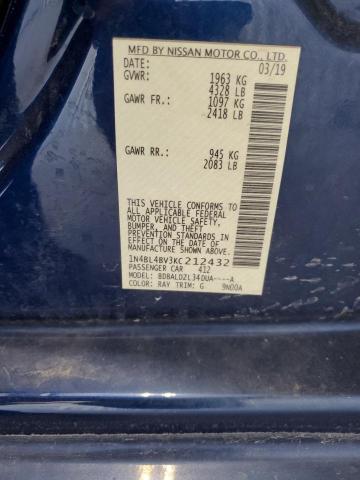 MFD BY NISSAN MOTOR CO., LTD.
DATE: 03/19
GVWR: 1963 KG
4328 LB
GAWR FR.: 1097 KG
2418 LB
GAWR RR.: 945 KG
2083 LB
THIS VEHICLE CONFORMS TO
ALL APPLICABLE FEDERAL
MOTOR VEHICLE SAFETY,
BUMPER, AND THEFT
PREVENTION STANDARDS IN
EFFECT ON THE DATE OF
MANUFACTURE SHOWN ABOVE.
1N4BL4BV3KC212432
PASSENGER CAR 412
MODEL: BDBALDZL34DUA----A
COLOR: RAY TRIM: G 9N00A